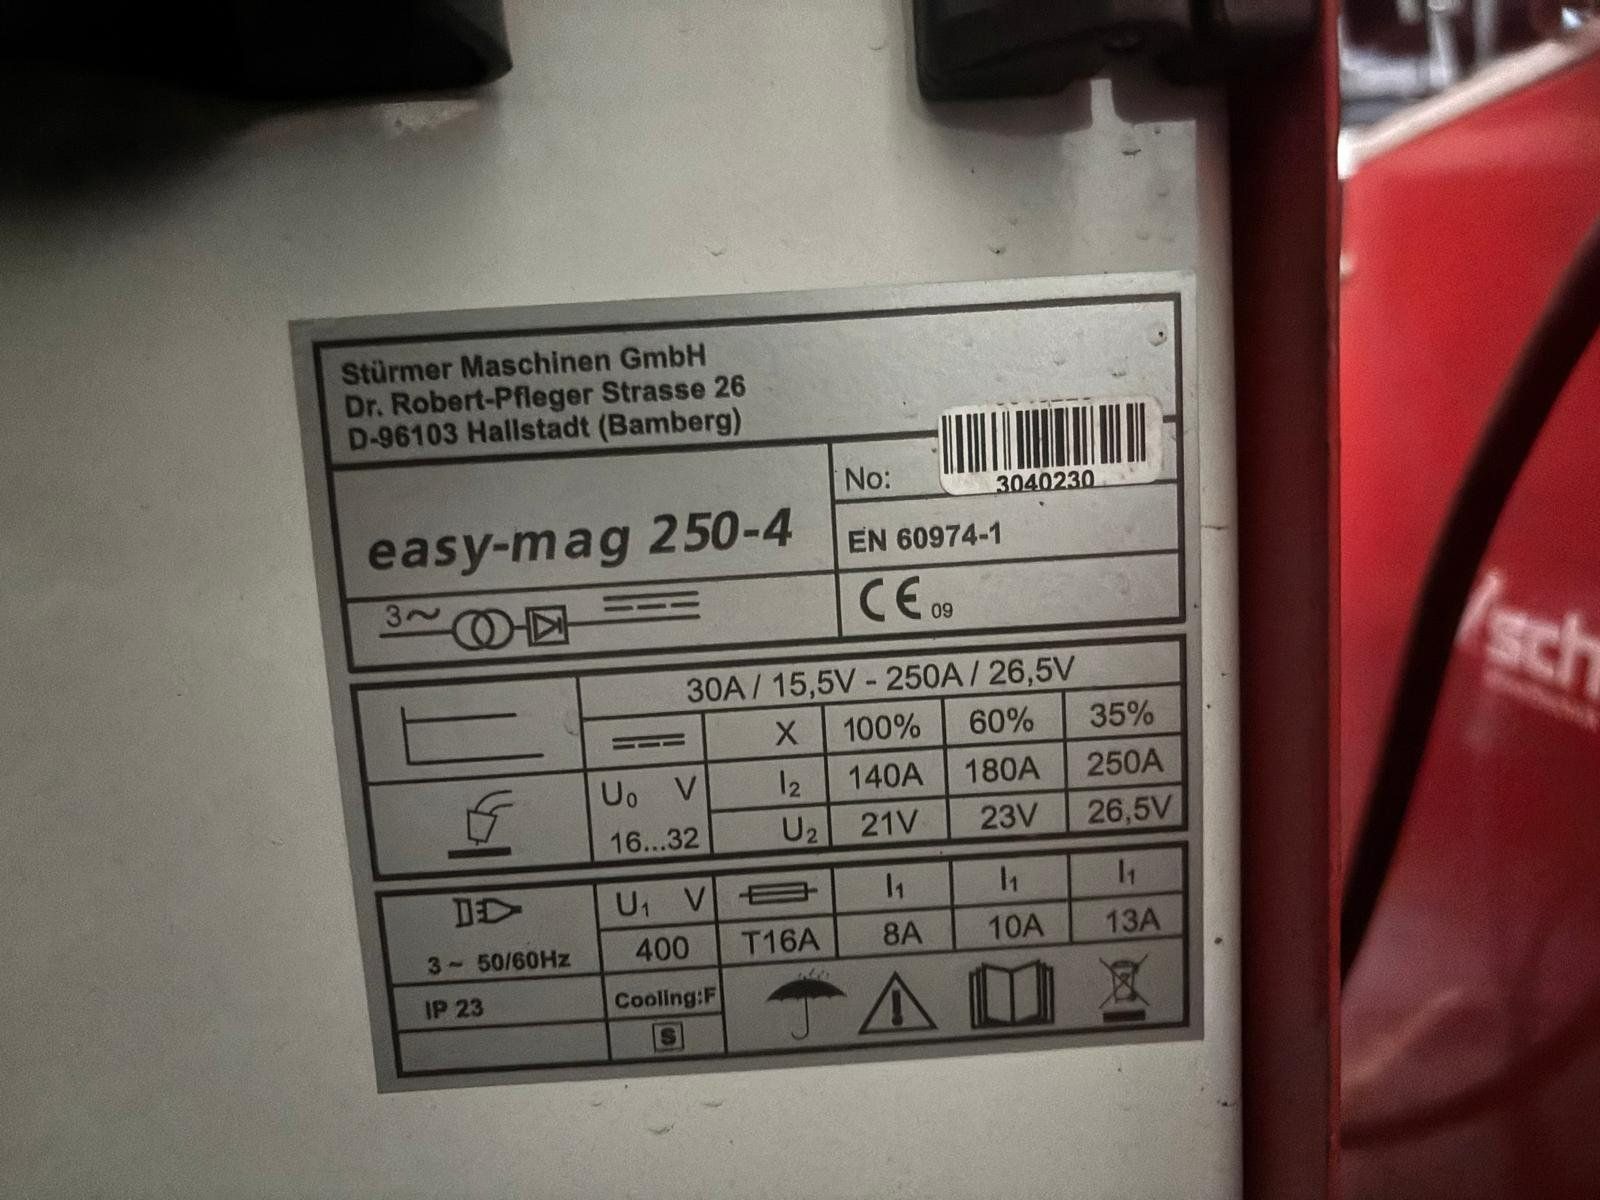 Stürmer Maschinen GmbH
Dr. Robert-Pfleger Strasse 26
D-96103 Hallstadt (Bamberg)
No:
3040230
easy-mag 250-4
EN 60974-1
3~
CE 09
30A / 15,5V - 250A / 26,5V
X 100% 60% 35%
U₀ V I₂ 140A 180A 250A
16...32 U₂ 21V 23V 26,5V
U₁ V I₁ I₁ I₁
3 ~ 50/60Hz 400 T16A 8A 10A 13A
IP 23 Cooling:F
S
sch